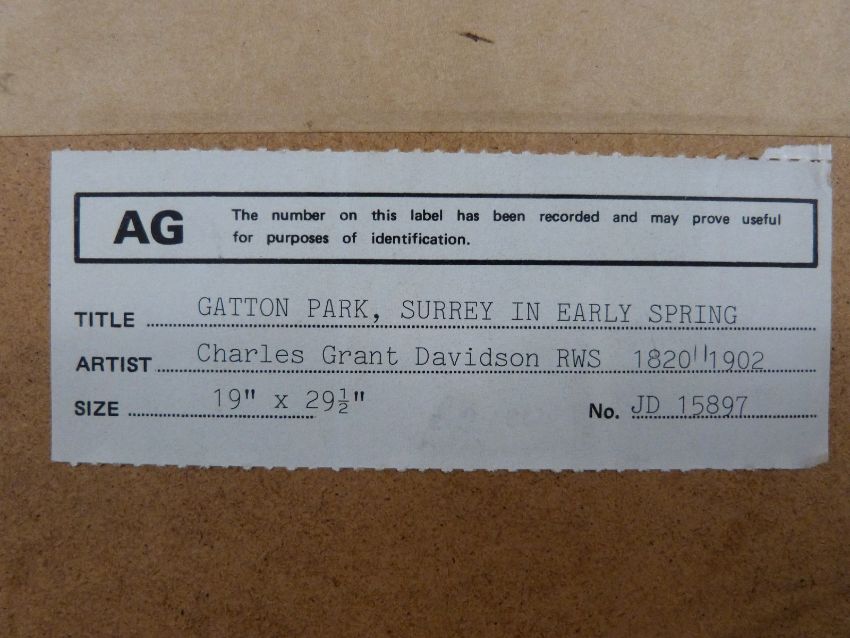 AG
The number on this label has been recorded and may prove useful
for purposes of identification.
TITLE GATTON PARK, SURREY IN EARLY SPRING
ARTIST Charles Grant Davidson RWS 1820"1902
SIZE 19" x 29½" No. JD 15897